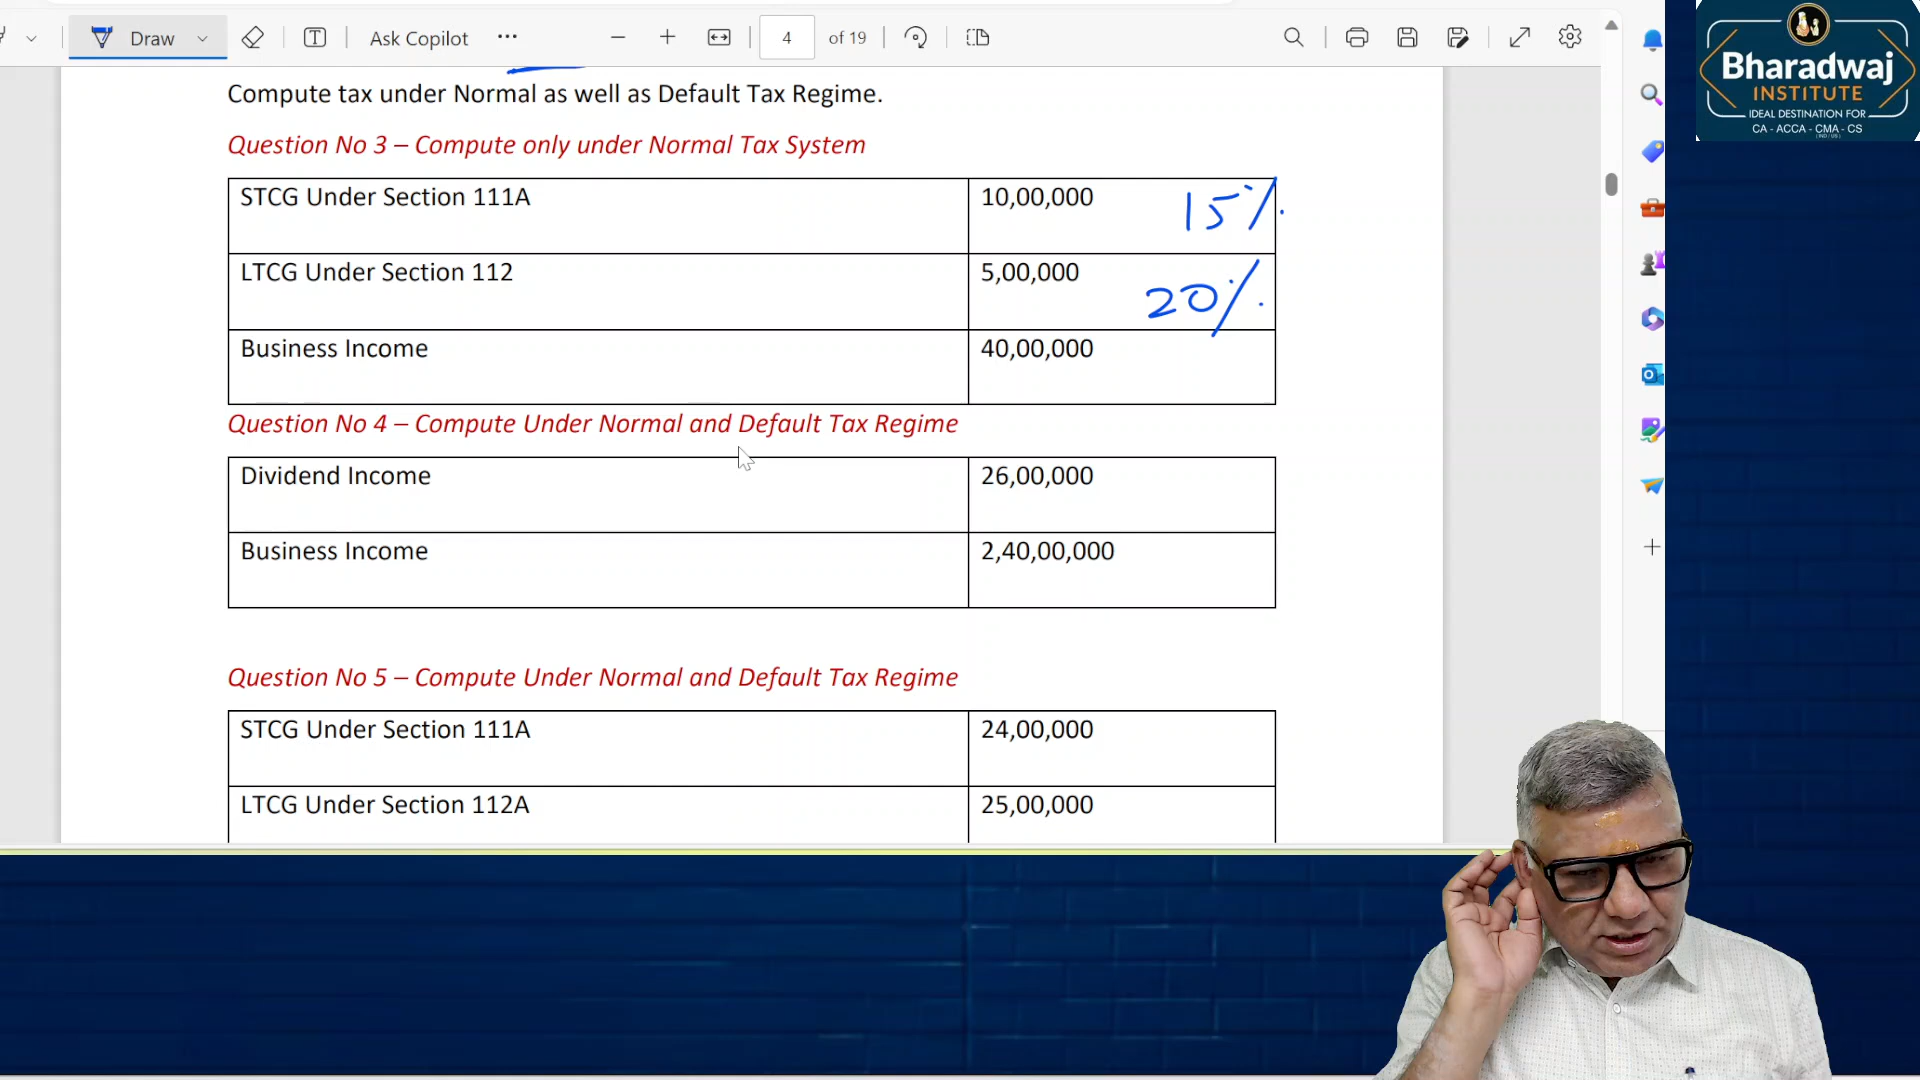 Draw
Ask Copilot
4 of 19
Bharadwaj
INSTITUTE
IDEAL DESTINATION FOR
CA - ACCA - CMA - CS
Compute tax under Normal as well as Default Tax Regime.
Question No 3 – Compute only under Normal Tax System
STCG Under Section 111A 10,00,000 15%
LTCG Under Section 112 5,00,000 20%
Business Income 40,00,000
Question No 4 – Compute Under Normal and Default Tax Regime
Dividend Income 26,00,000
Business Income 2,40,00,000
Question No 5 – Compute Under Normal and Default Tax Regime
STCG Under Section 111A 24,00,000
LTCG Under Section 112A 25,00,000